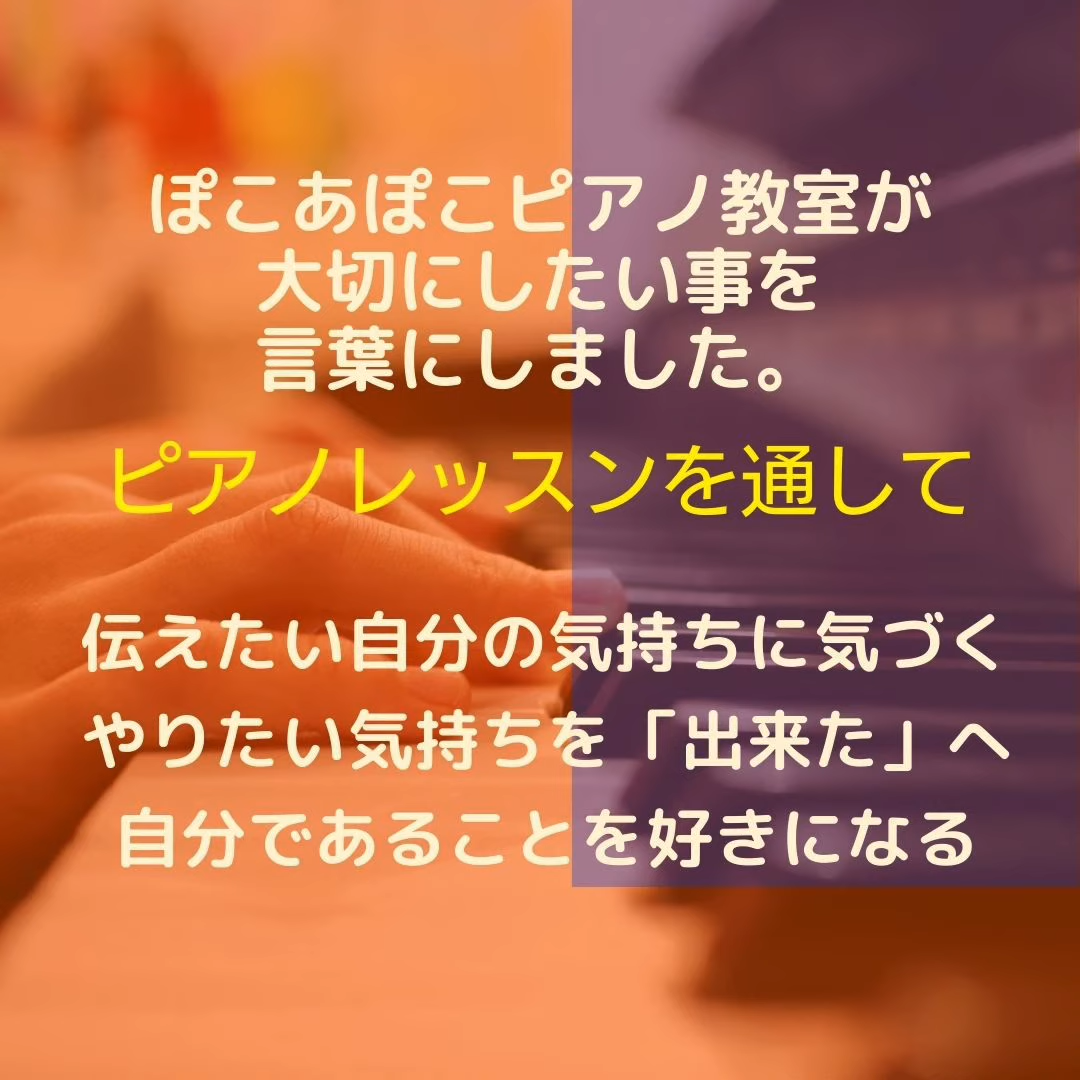 ぽこあぽこピアノ教室が
大切にしたい事を
言葉にしました。
ピアノレッスンを通して
伝えたい自分の気持ちに気づく
やりたい気持ちを「出来た」へ
自分であることを好きになる